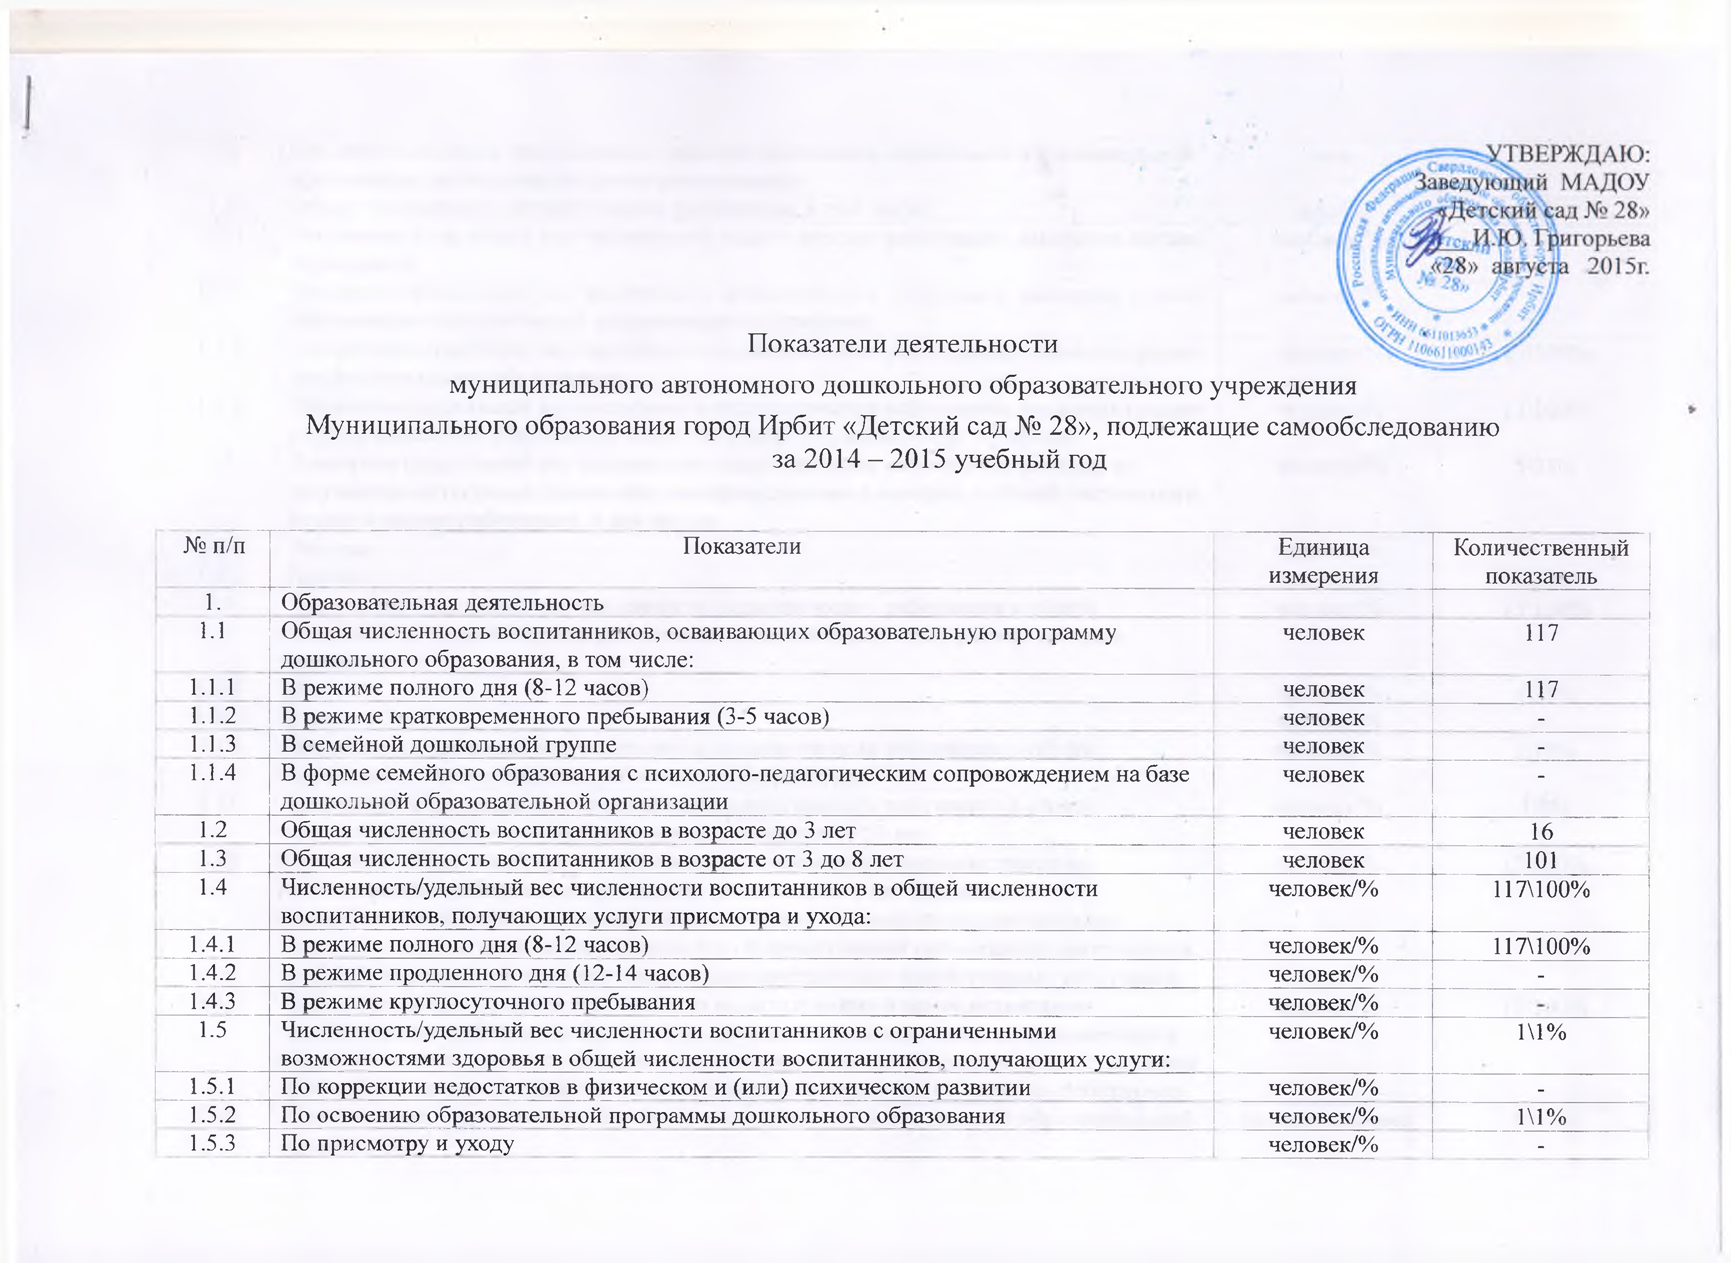 УТВЕРЖДАЮ:
Заведующий МАДОУ
«Детский сад № 28»
И.Ю. Григорьева
«28» августа 2015г.
№ 28»
ИНН 6611013653
ОГРН 1106611000143
Показатели деятельности
муниципального автономного дошкольного образовательного учреждения
Муниципального образования город Ирбит «Детский сад № 28», подлежащие самообследованию
за 2014 – 2015 учебный год
№ п/п Показатели Единица измерения Количественный показатель
1. Образовательная деятельность
1.1 Общая численность воспитанников, осваивающих образовательную программу человек 117
дошкольного образования, в том числе:
1.1.1 В режиме полного дня (8-12 часов) человек 117
1.1.2 В режиме кратковременного пребывания (3-5 часов) человек -
1.1.3 В семейной дошкольной группе человек -
1.1.4 В форме семейного образования с психолого-педагогическим сопровождением на базе человек -
дошкольной образовательной организации
1.2 Общая численность воспитанников в возрасте до 3 лет человек 16
1.3 Общая численность воспитанников в возрасте от 3 до 8 лет человек 101
1.4 Численность/удельный вес численности воспитанников в общей численности человек/% 117\100%
воспитанников, получающих услуги присмотра и ухода:
1.4.1 В режиме полного дня (8-12 часов) человек/% 117\100%
1.4.2 В режиме продленного дня (12-14 часов) человек/% -
1.4.3 В режиме круглосуточного пребывания человек/% -
1.5 Численность/удельный вес численности воспитанников с ограниченными человек/% 1\1%
возможностями здоровья в общей численности воспитанников, получающих услуги:
1.5.1 По коррекции недостатков в физическом и (или) психическом развитии человек/% -
1.5.2 По освоению образовательной программы дошкольного образования человек/% 1\1%
1.5.3 По присмотру и уходу человек/% -